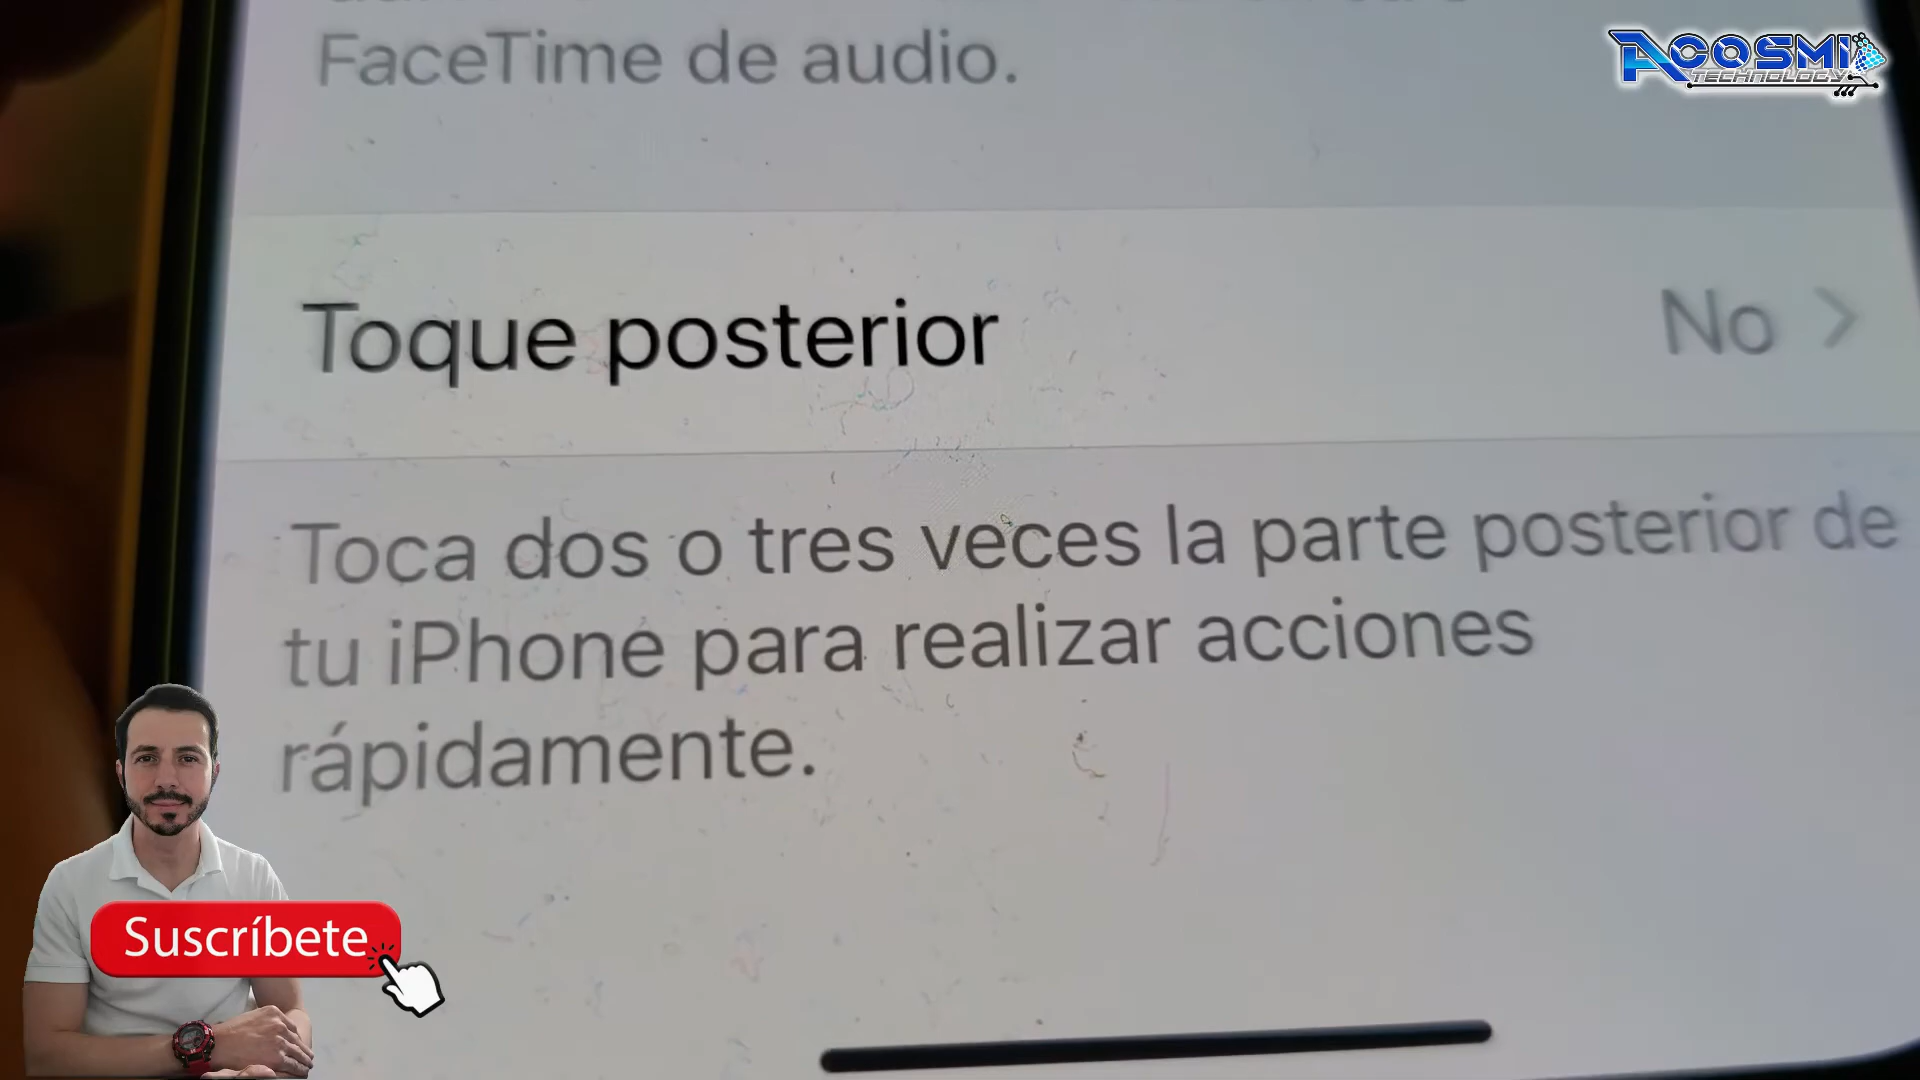 FaceTime de audio.
ACOSMI
TECHNOLOGY
Toque posterior
No
Toca dos o tres veces la parte posterior de
tu iPhone para realizar acciones
rápidamente.
Suscríbete